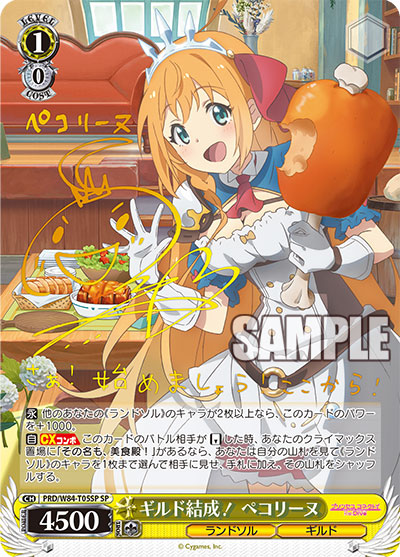 LEVEL
1
0
COST
ペコリーヌ
SAMPLE
さぁ!始めましょう!ここから!
永 他のあなたの《ランドソル》のキャラが2枚以上なら、このカードのパワー
を+1000。
自 CXコンボ このカードのバトル相手が した時、あなたのクライマックス
置場に「その名も、美食殿!」があるなら、あなたは自分の山札を見て《ラン
ドソル》のキャラを1枚まで選んで相手に見せ、手札に加え、その山札をシャッフ
ルする。
CH PRD/W84-T05SP SP
POWER
4500
SOUL
ギルド結成! ペコリーヌ
ランドソル
ギルド
© Cygames, Inc.